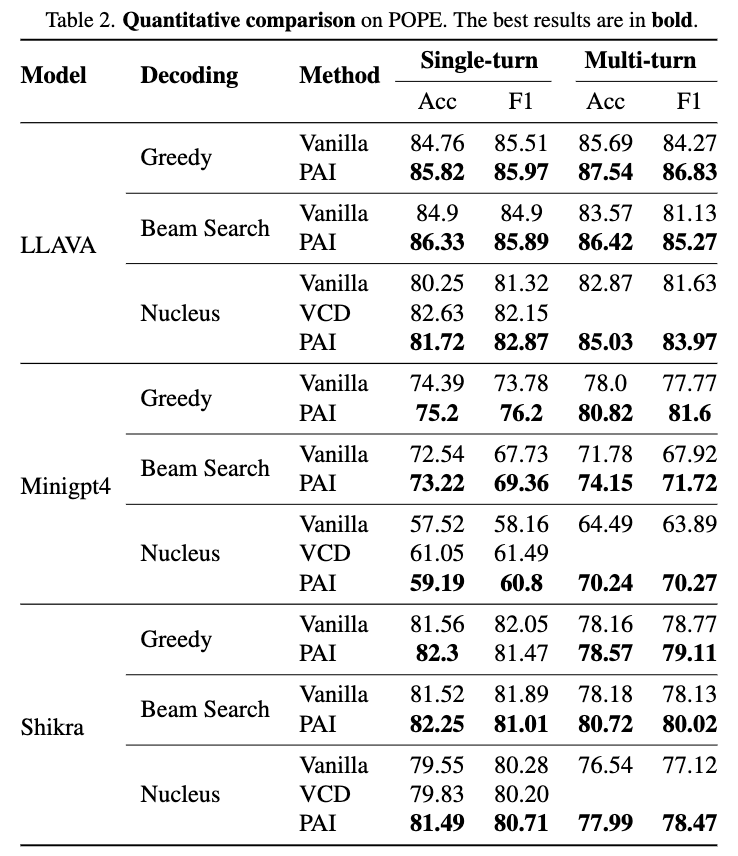 Table 2. Quantitative comparison on POPE. The best results are in bold.
Model Decoding Method Single-turn Multi-turn
Acc F1 Acc F1
LLAVA Greedy Vanilla 84.76 85.51 85.69 84.27
PAI 85.82 85.97 87.54 86.83
Beam Search Vanilla 84.9 84.9 83.57 81.13
PAI 86.33 85.89 86.42 85.27
Nucleus Vanilla 80.25 81.32 82.87 81.63
VCD 82.63 82.15
PAI 81.72 82.87 85.03 83.97
Minigpt4 Greedy Vanilla 74.39 73.78 78.0 77.77
PAI 75.2 76.2 80.82 81.6
Beam Search Vanilla 72.54 67.73 71.78 67.92
PAI 73.22 69.36 74.15 71.72
Nucleus Vanilla 57.52 58.16 64.49 63.89
VCD 61.05 61.49
PAI 59.19 60.8 70.24 70.27
Shikra Greedy Vanilla 81.56 82.05 78.16 78.77
PAI 82.3 81.47 78.57 79.11
Beam Search Vanilla 81.52 81.89 78.18 78.13
PAI 82.25 81.01 80.72 80.02
Nucleus Vanilla 79.55 80.28 76.54 77.12
VCD 79.83 80.20
PAI 81.49 80.71 77.99 78.47